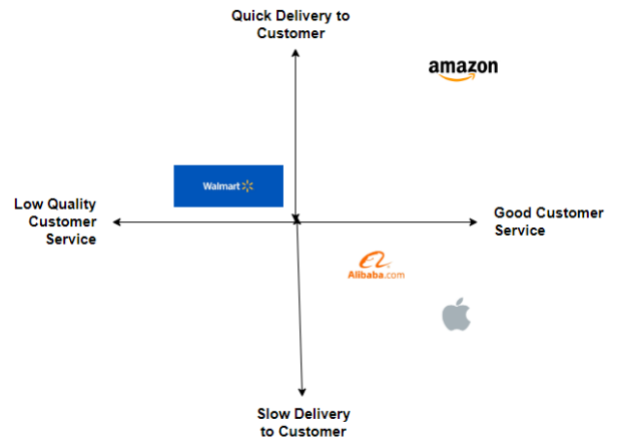 Quick Delivery to
Customer
amazon
Walmart
Low Quality
Customer
Service
Good Customer
Service
Alibaba.com
Slow Delivery
to Customer